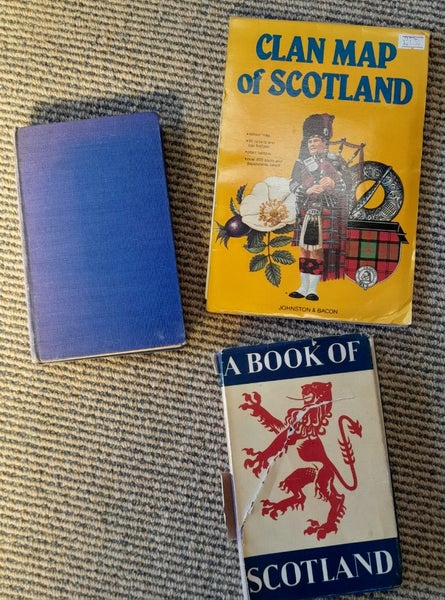 CLAN MAP
of SCOTLAND
JOHNSTON & BACON
A BOOK OF
SCOTLAND